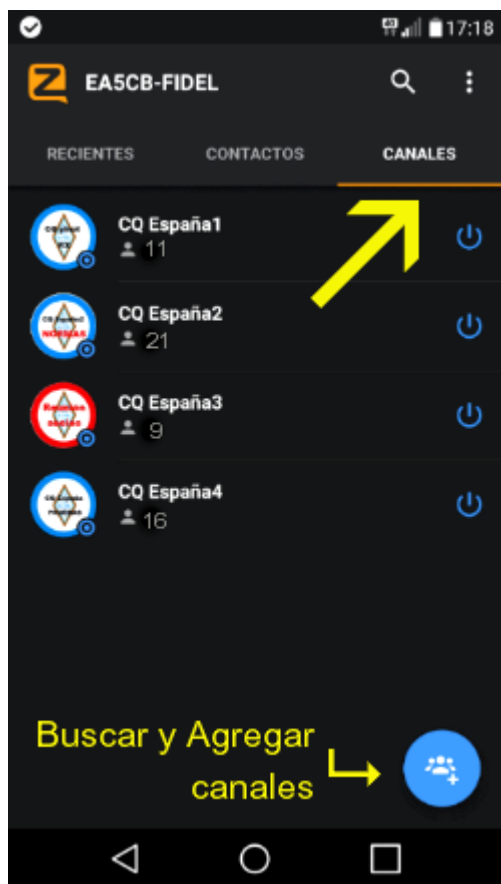 17:18
EA5CB-FIDEL
RECIENTES CONTACTOS CANALES
CQ España1
11
CQ España2
21
CQ España3
9
CQ España4
16
Buscar y Agregar
canales